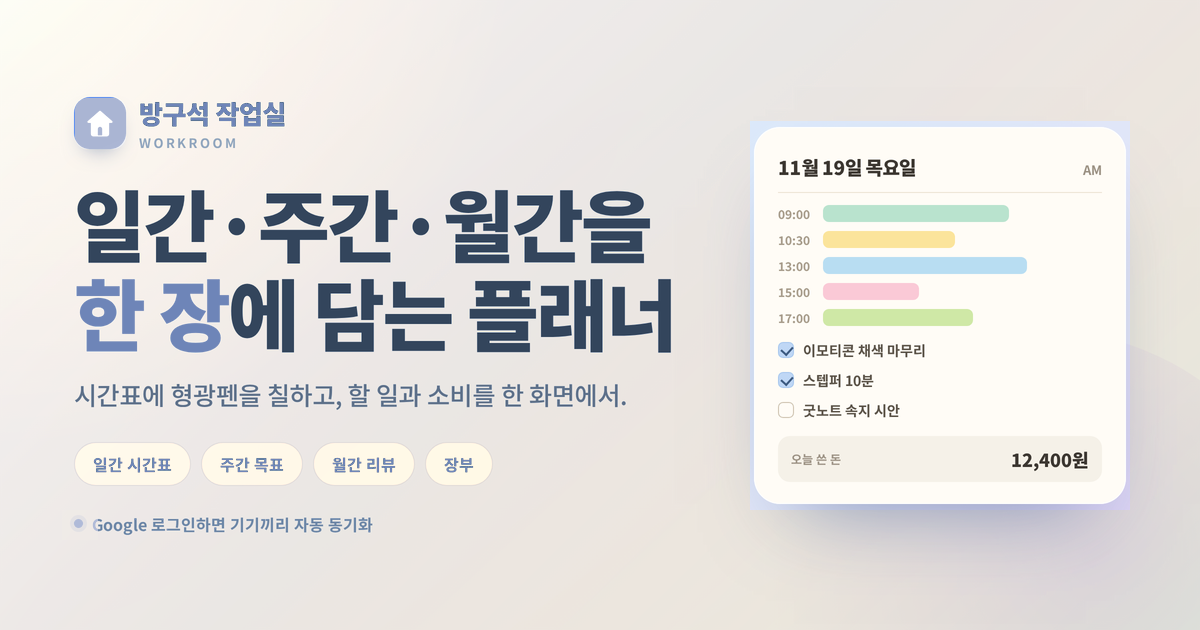 방구석 작업실
WORKROOM
일간 · 주간 · 월간을
한 장에 담는 플래너
시간표에 형광펜을 칠하고, 할 일과 소비를 한 화면에서.
일간 시간표
주간 목표
월간 리뷰
장부
Google 로그인하면 기기끼리 자동 동기화
11월 19일 목요일
AM
09:00
10:30
13:00
15:00
17:00
이모티콘 채색 마무리
스텝퍼 10분
굿노트 속지 시안
오늘 쓴 돈
12,400원